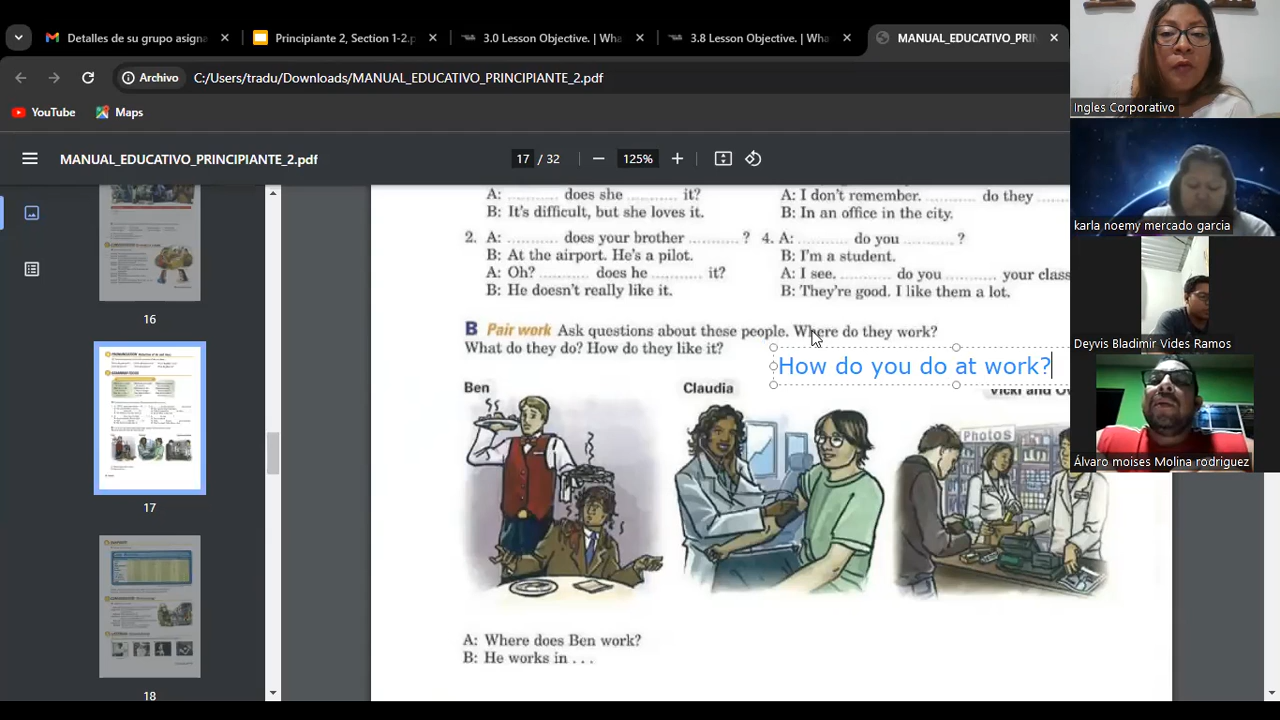 Detalles de su grupo asigna
Principiante 2, Section 1-2.p
3.0 Lesson Objective. | Wha
3.8 Lesson Objective. | Wha
MANUAL_EDUCATIVO_PRIN
Archivo
C:/Users/tradu/Downloads/MANUAL_EDUCATIVO_PRINCIPIANTE_2.pdf
YouTube
Maps
MANUAL_EDUCATIVO_PRINCIPIANTE_2.pdf
17 / 32
125%
16
17
18
A: ......... does she ......... it?
B: It's difficult, but she loves it.
2. A: ......... does your brother ......... ?
B: At the airport. He's a pilot.
A: Oh? ......... does he ......... it?
B: He doesn't really like it.
A: I don't remember. ......... do they .........
B: In an office in the city.
4. A: ......... do you ......... ?
B: I'm a student.
A: I see. ......... do you ......... your class
B: They're good. I like them a lot.
B Pair work Ask questions about these people. Where do they work?
What do they do? How do they like it?
How do you do at work?
Ben
Claudia
Vicki and Ow
Photos
A: Where does Ben work?
B: He works in . . .
Ingles Corporativo
karla noemy mercado garcia
Deyvis Bladimir Vides Ramos
Álvaro moises Molina rodriguez